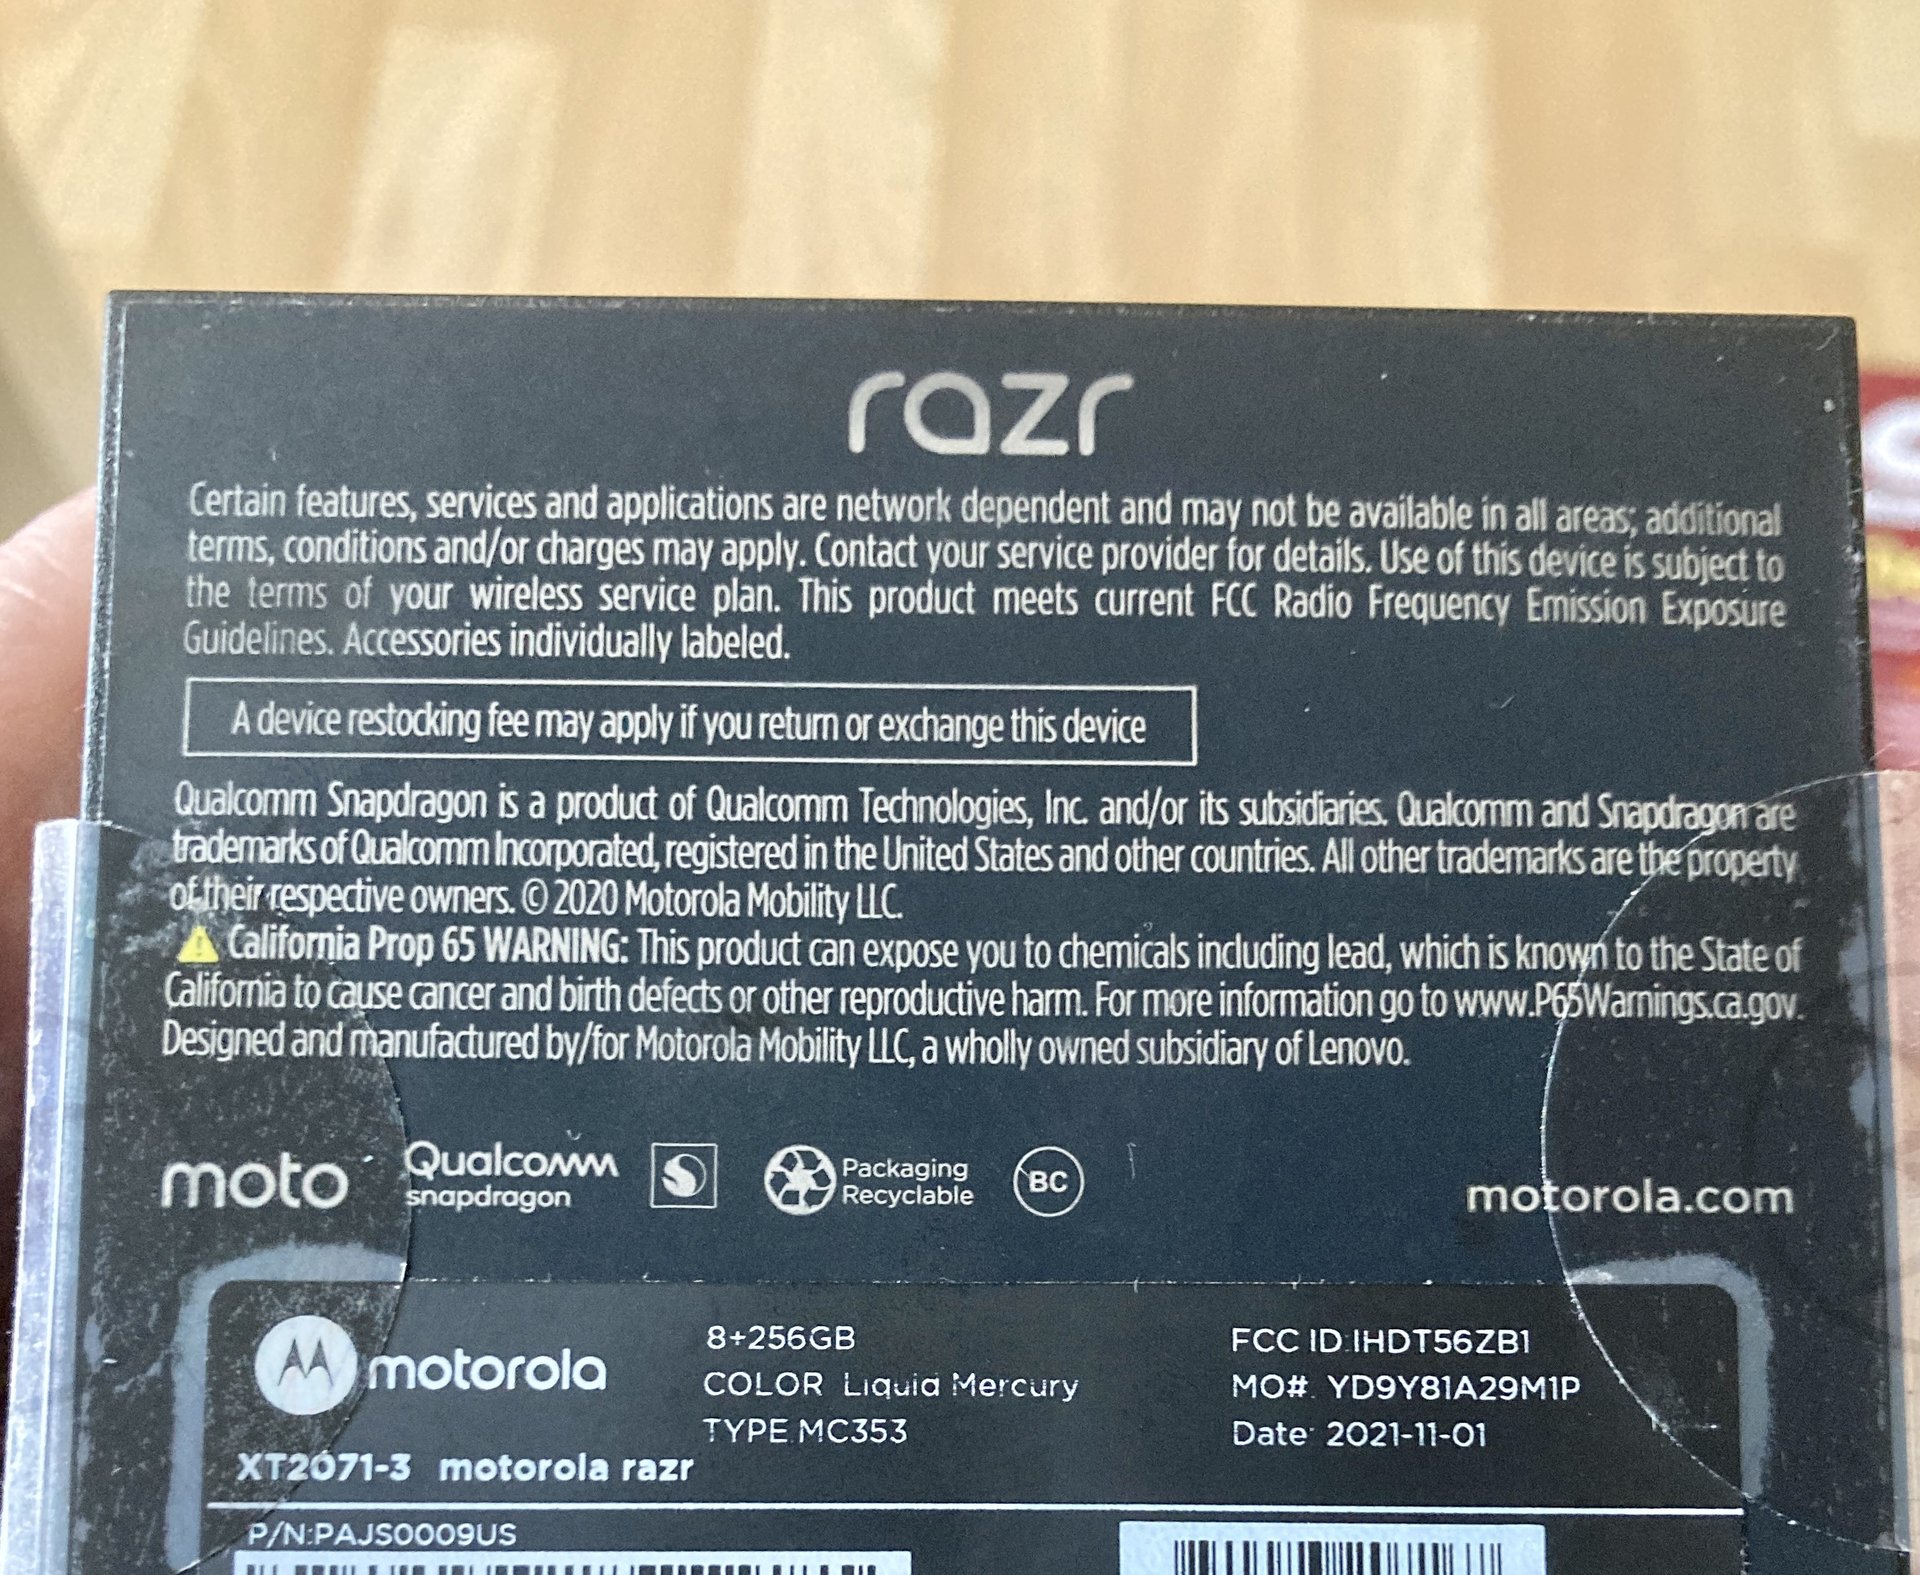 razr
Certain features, services and applications are network dependent and may not be available in all areas; additional
terms, conditions and/or charges may apply. Contact your service provider for details. Use of this device is subject to
the terms of your wireless service plan. This product meets current FCC Radio Frequency Emission Exposure
Guidelines. Accessories individually labeled.
A device restocking fee may apply if you return or exchange this device
Qualcomm Snapdragon is a product of Qualcomm Technologies, Inc. and/or its subsidiaries. Qualcomm and Snapdragon are
trademarks of Qualcomm Incorporated, registered in the United States and other countries. All other trademarks are the property
of their respective owners. © 2020 Motorola Mobility LLC.
California Prop 65 WARNING: This product can expose you to chemicals including lead, which is known to the State of
California to cause cancer and birth defects or other reproductive harm. For more information go to www.P65Warnings.ca.gov.
Designed and manufactured by/for Motorola Mobility LLC, a wholly owned subsidiary of Lenovo.
moto
Qualcomm
snapdragon
Packaging
Recyclable
BC
motorola.com
motorola
8+256GB
COLOR Liquid Mercury
TYPE:MC353
FCC ID:IHDT56ZB1
MO#: YD9Y81A29M1P
Date: 2021-11-01
XT2071-3 motorola razr
P/N:PAJS0009US